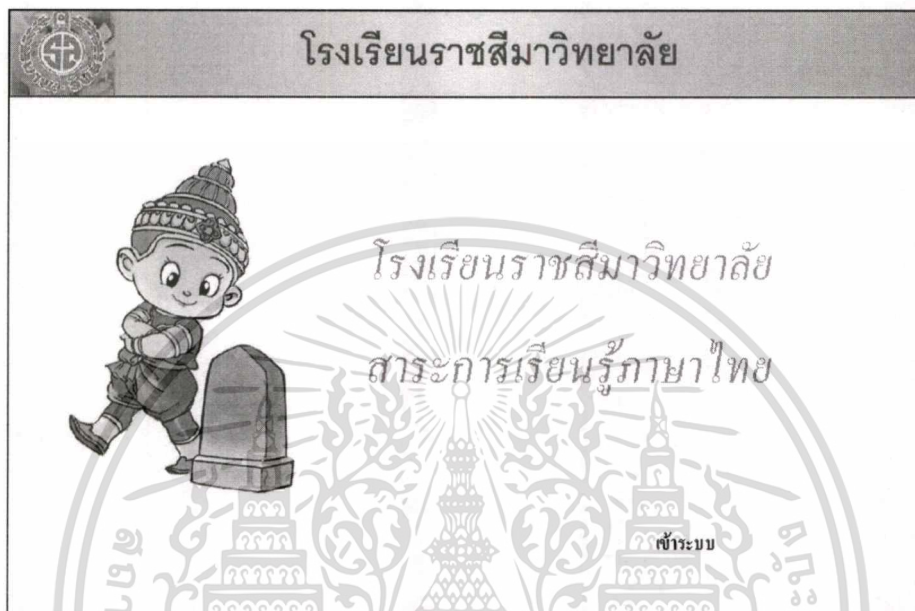 โรงเรียนราชสีมาวิทยาลัย
โรงเรียนราชสีมาวิทยาลัย
สาระการเรียนรู้ภาษาไทย
เข้าระบบ